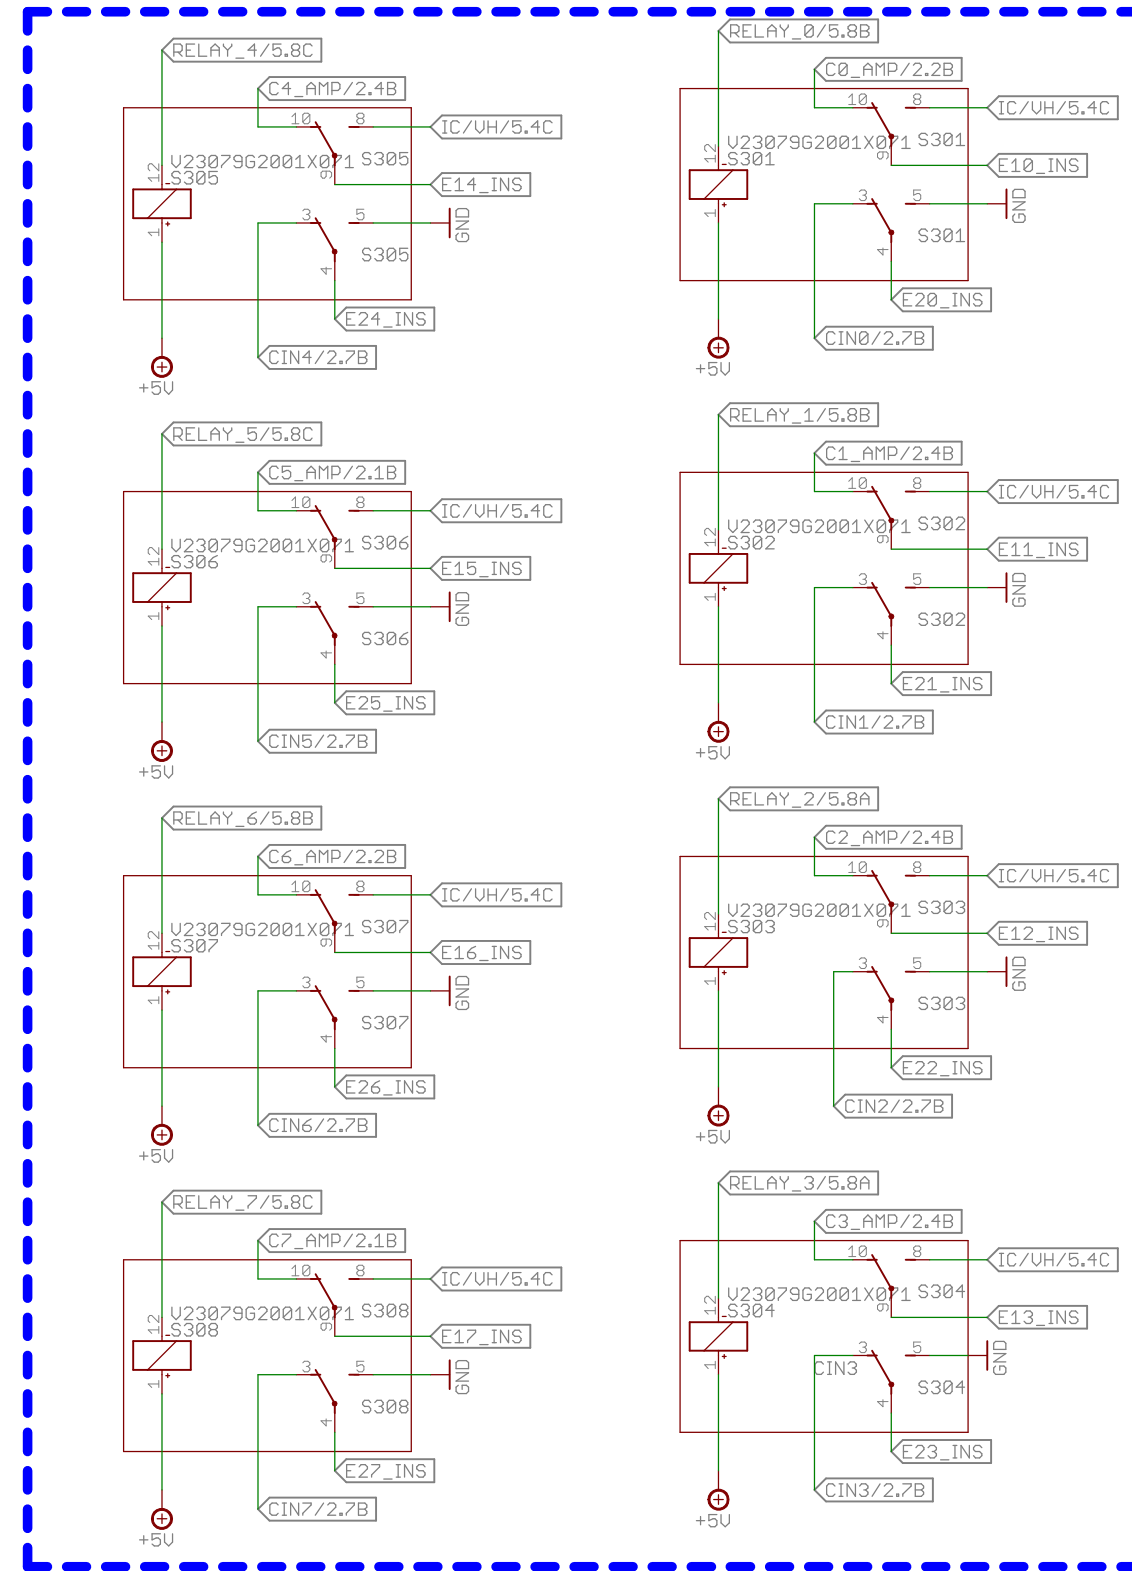 RELAY_4/5.8C
C4_AMP/2.4B
10
8
IC/VH/5.4C
V23079G2001X071
S305
12
-
S305
9
E14_INS
1
+
3
5
GND
S305
4
E24_INS
CIN4/2.7B
+5V
RELAY_0/5.8B
C0_AMP/2.2B
10
8
IC/VH/5.4C
V23079G2001X071
S301
12
-
S301
9
E10_INS
1
+
3
5
GND
S301
4
E20_INS
CIN0/2.7B
+5V
RELAY_5/5.8C
C5_AMP/2.1B
10
8
IC/VH/5.4C
V23079G2001X071
S306
12
-
S306
9
E15_INS
1
+
3
5
GND
S306
4
E25_INS
CIN5/2.7B
+5V
RELAY_1/5.8B
C1_AMP/2.4B
10
8
IC/VH/5.4C
V23079G2001X071
S302
12
-
S302
9
E11_INS
1
+
3
5
GND
S302
4
E21_INS
CIN1/2.7B
+5V
RELAY_6/5.8B
C6_AMP/2.2B
10
8
IC/VH/5.4C
V23079G2001X071
S307
12
-
S307
9
E16_INS
1
+
3
5
GND
S307
4
E26_INS
CIN6/2.7B
+5V
RELAY_2/5.8A
C2_AMP/2.4B
10
8
IC/VH/5.4C
V23079G2001X071
S303
12
-
S303
9
E12_INS
1
+
3
5
GND
S303
4
E22_INS
CIN2/2.7B
+5V
RELAY_7/5.8C
C7_AMP/2.1B
10
8
IC/VH/5.4C
V23079G2001X071
S308
12
-
S308
9
E17_INS
1
+
3
5
GND
S308
4
E27_INS
CIN7/2.7B
+5V
RELAY_3/5.8A
C3_AMP/2.4B
10
8
IC/VH/5.4C
V23079G2001X071
S304
12
-
S304
9
E13_INS
1
+
3
5
GND
CIN3
S304
4
E23_INS
CIN3/2.7B
+5V